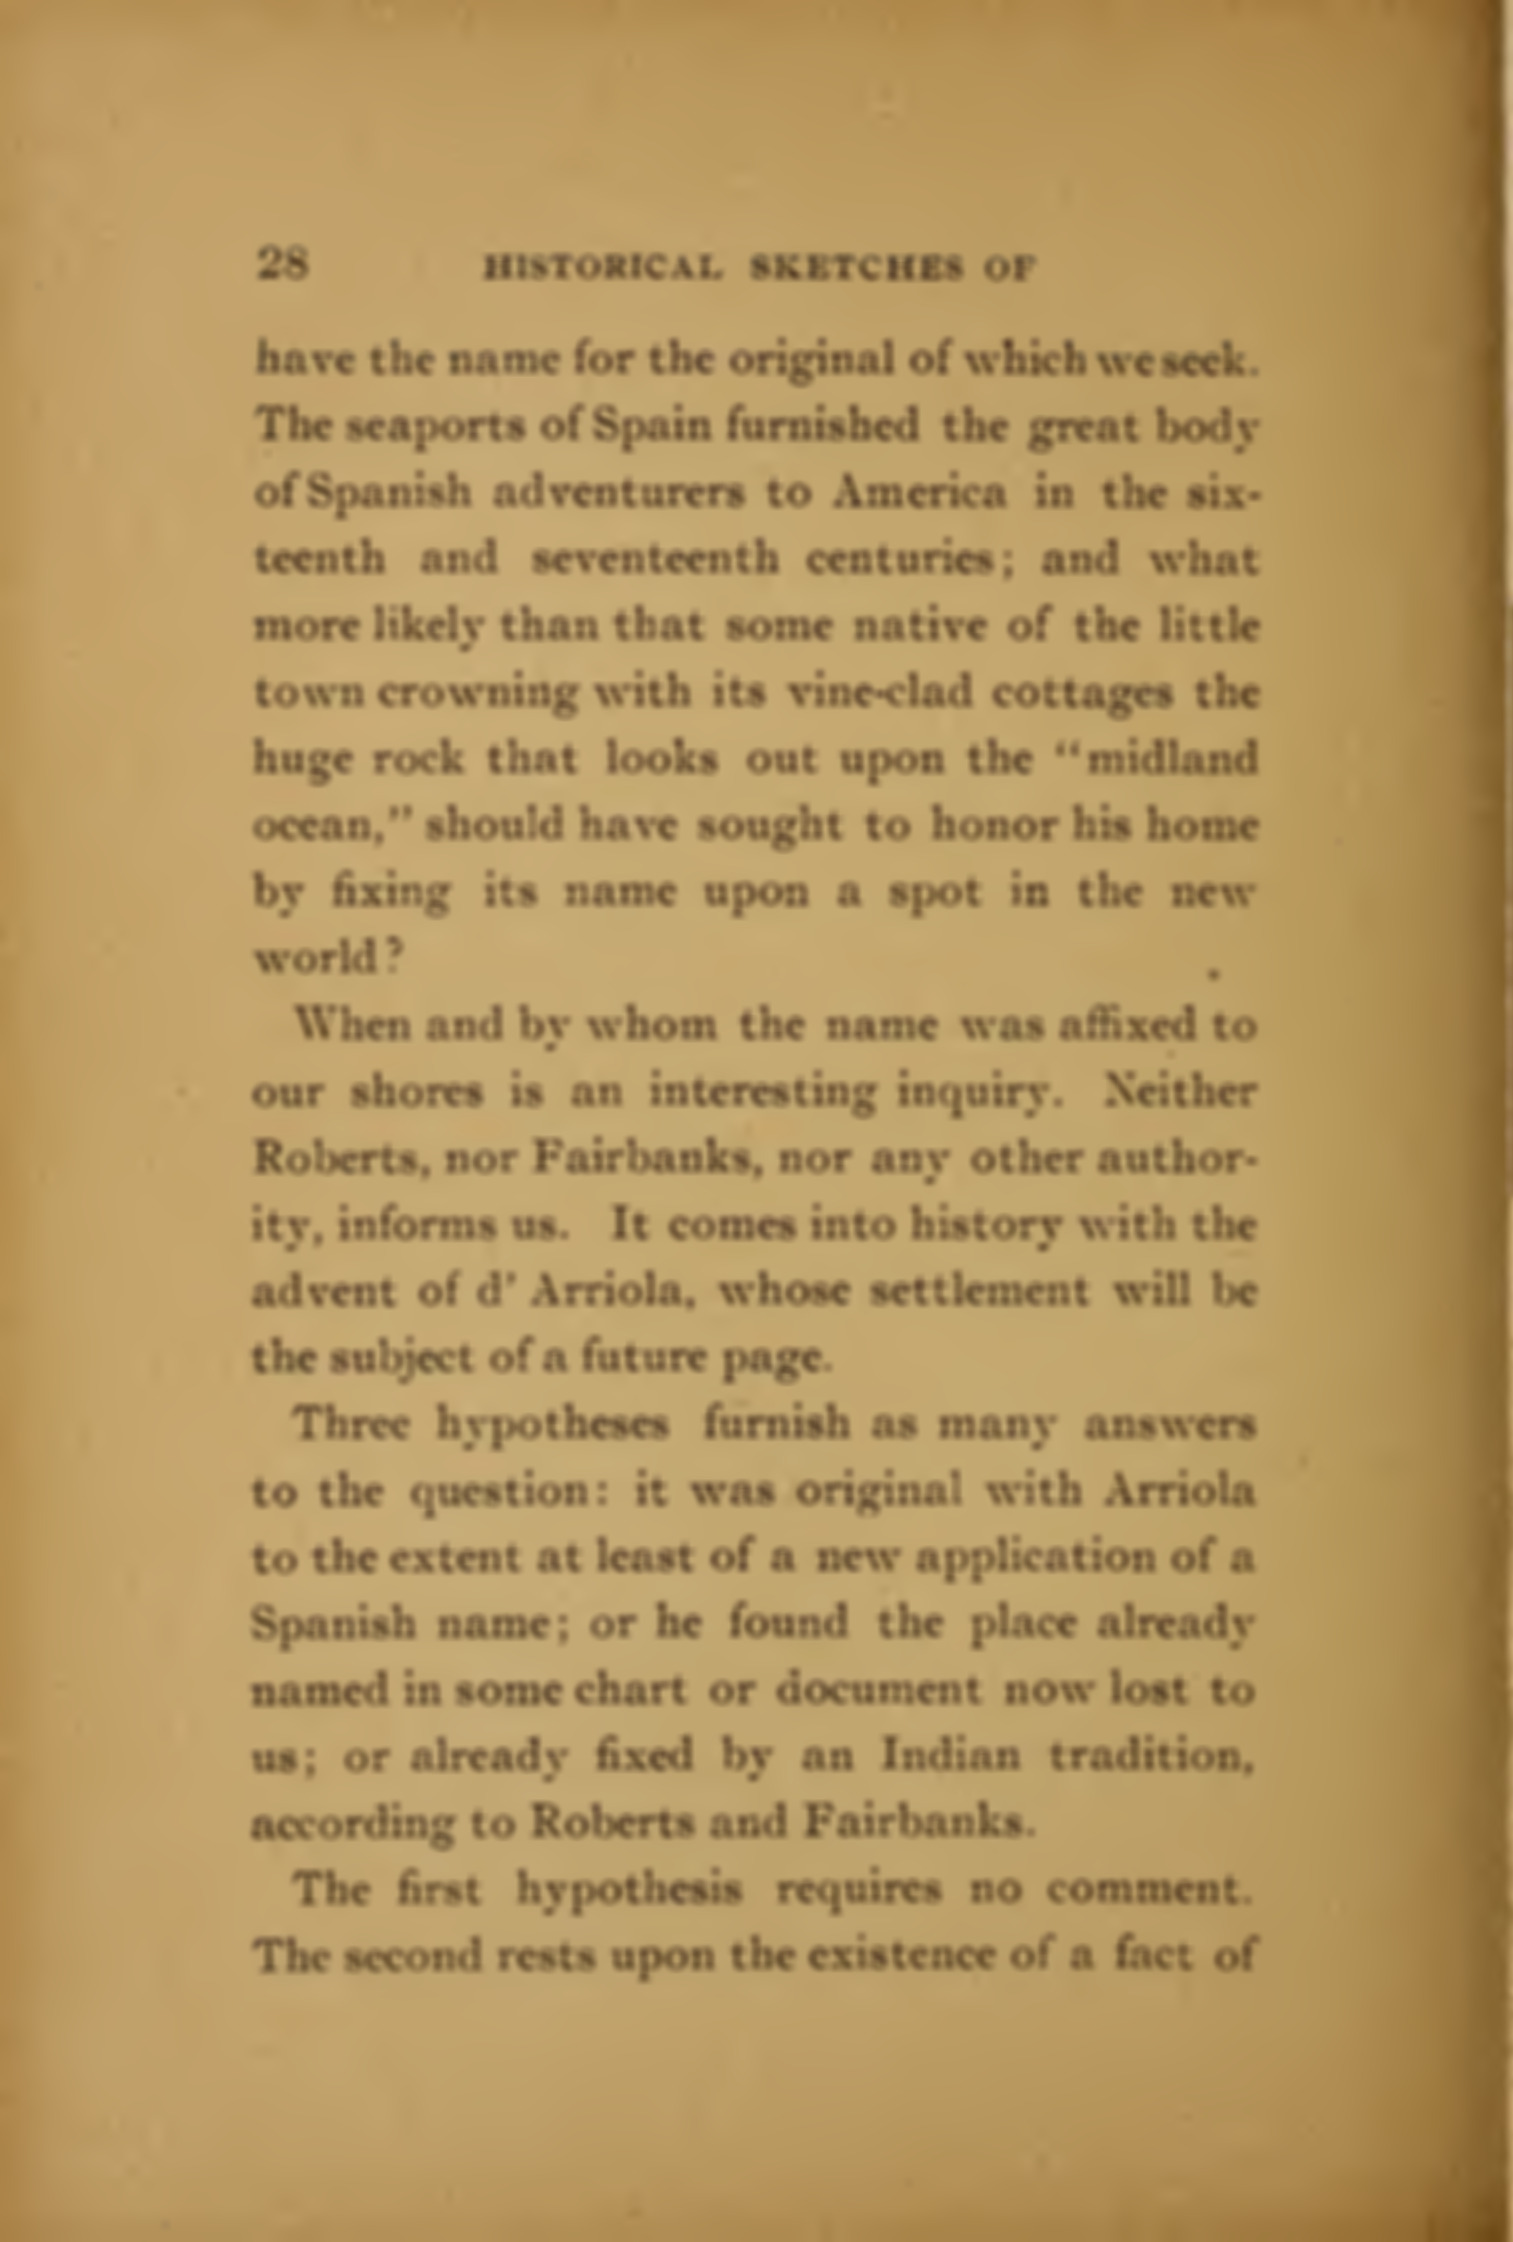 28 HISTORICAL SKETCHES OF
have the name for the original of which we seek.
The seaports of Spain furnished the great body
of Spanish adventurers to America in the six-
teenth and seventeenth centuries; and what
more likely than that some native of the little
town crowning with its vine-clad cottages the
huge rock that looks out upon the “midland
ocean,” should have sought to honor his home
by fixing its name upon a spot in the new
world?
When and by whom the name was affixed to
our shores is an interesting inquiry. Neither
Roberts, nor Fairbanks, nor any other author-
ity, informs us. It comes into history with the
advent of d' Arriola, whose settlement will be
the subject of a future page.
Three hypotheses furnish as many answers
to the question: it was original with Arriola
to the extent at least of a new application of a
Spanish name; or he found the place already
named in some chart or document now lost to
us; or already fixed by an Indian tradition,
according to Roberts and Fairbanks.
The first hypothesis requires no comment.
The second rests upon the existence of a fact of